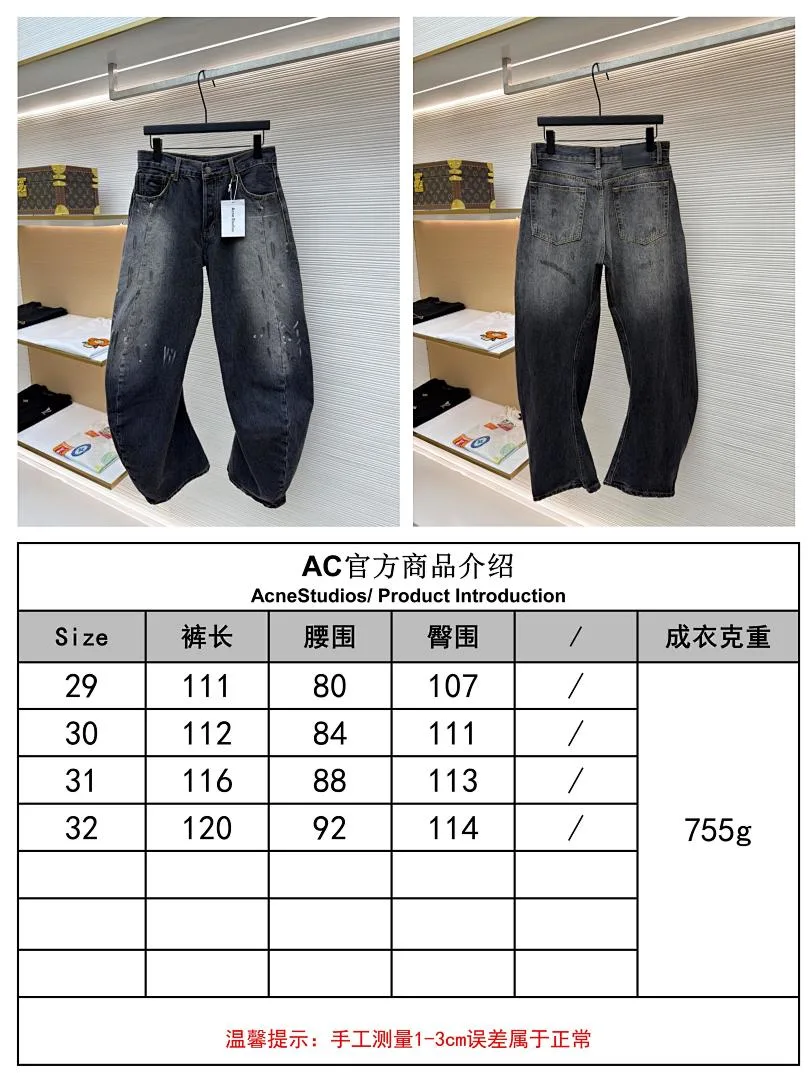 Acne Studios
AC官方商品介绍
AcneStudios/ Product Introduction
Size 裤长 腰围 臀围 / 成衣克重
29 111 80 107 /
30 112 84 111 /
31 116 88 113 /
32 120 92 114 /
755g
温馨提示：手工测量1-3cm误差属于正常